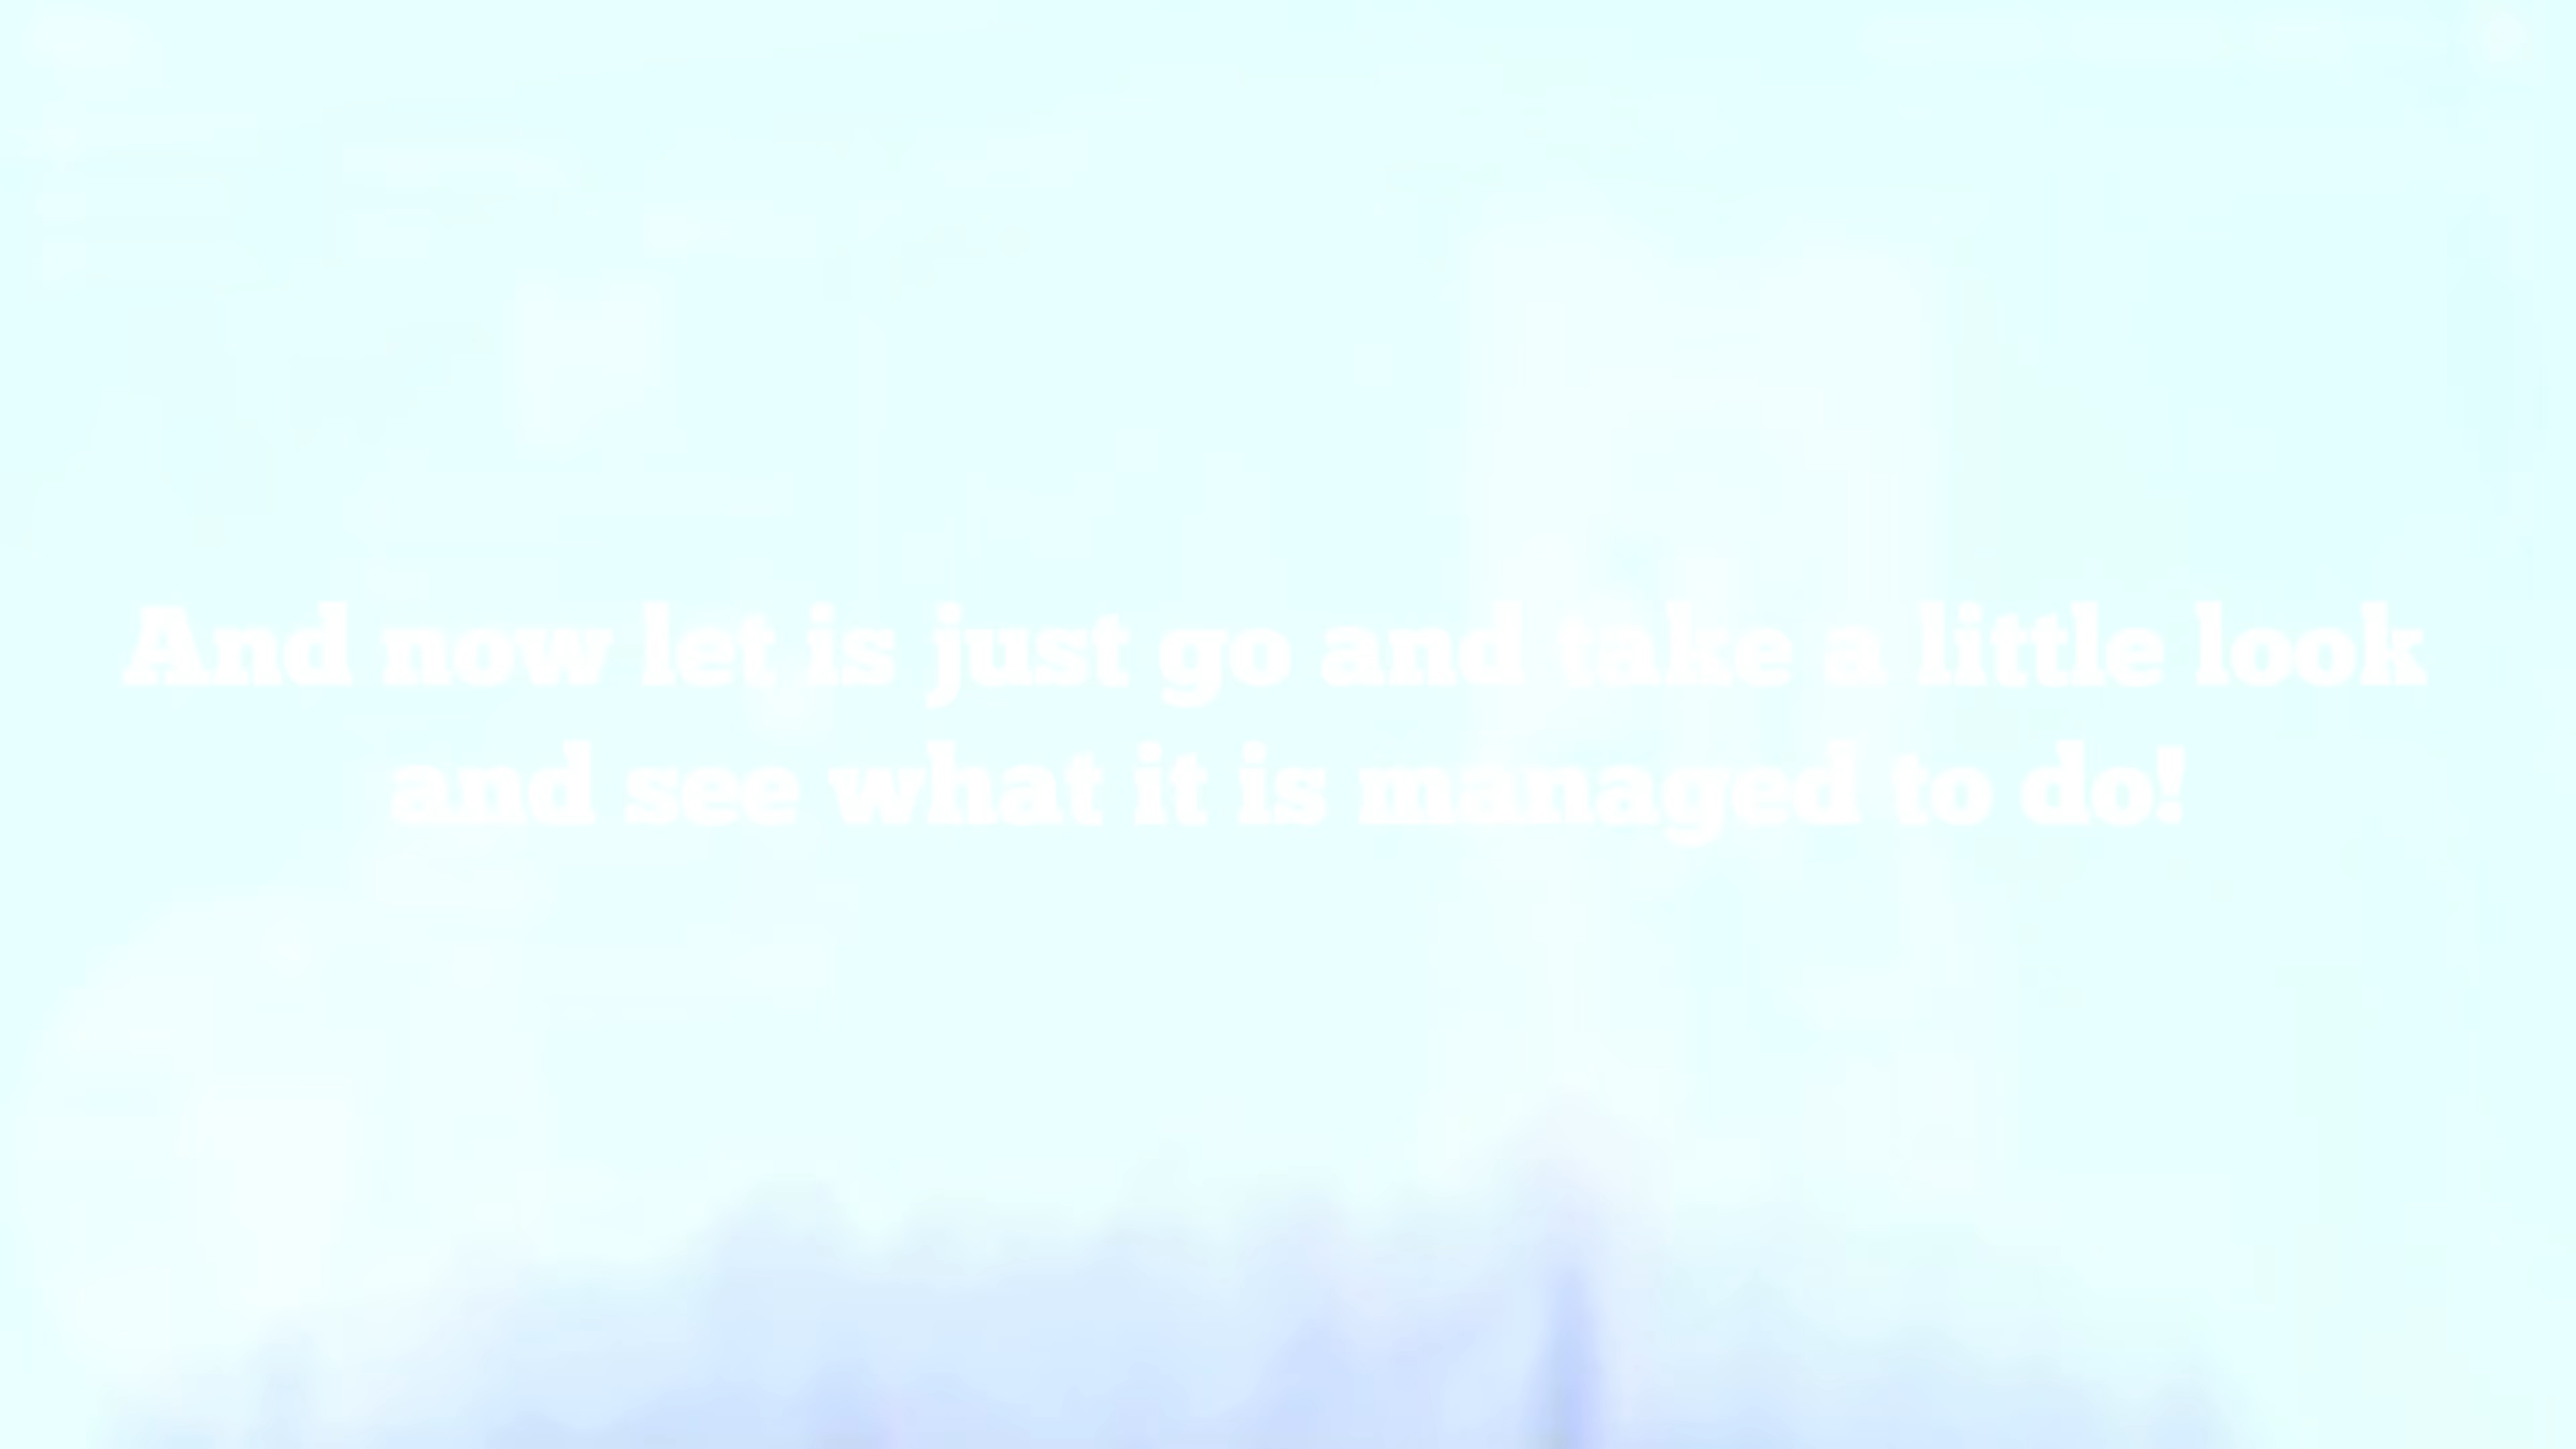 And now let is just go and take a little look
and see what it is managed to do!